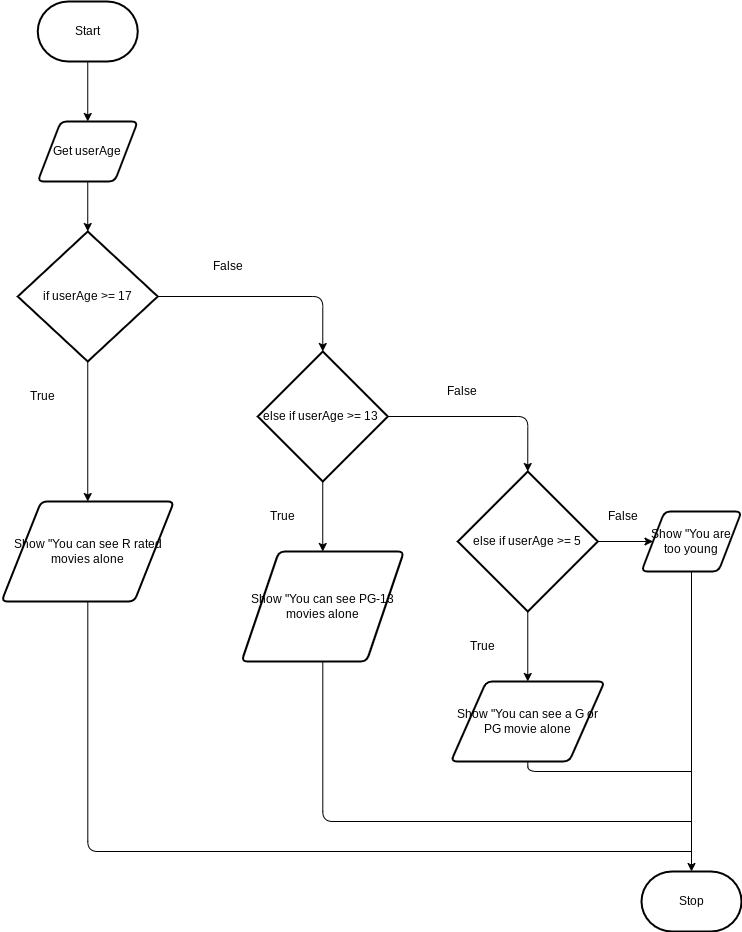 Start
Get userAge
if userAge >= 17
False
True
else if userAge >= 13
False
True
else if userAge >= 5
False
True
Show "You are
too young
Show "You can see R rated
movies alone
Show "You can see PG-13
movies alone
Show "You can see a G or
PG movie alone
Stop